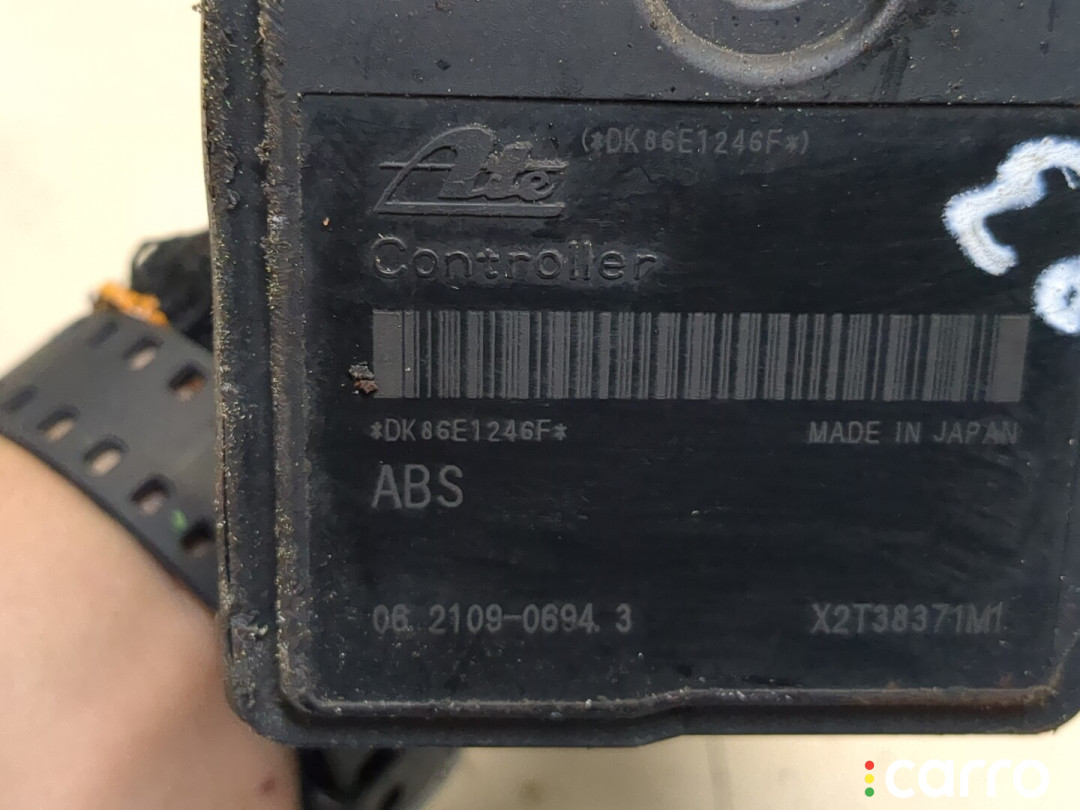 Ate (*DK86E1246F*)
Controller
*DK86E1246F* MADE IN JAPAN
ABS
06.2109-0694.3 X2T38371M1
carro